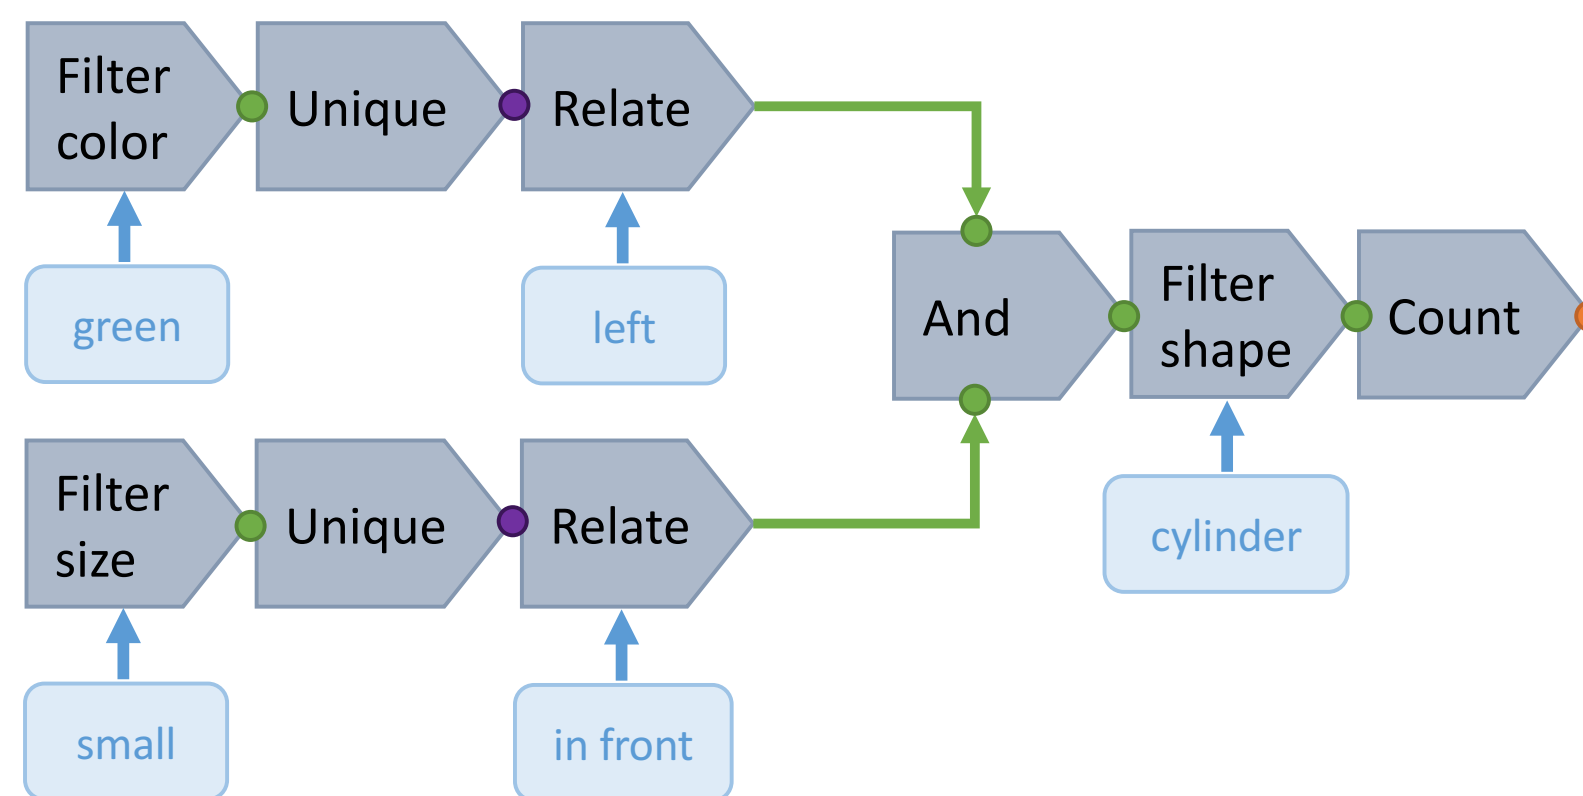 Filter
color
Unique
Relate
green
left
And
Filter
shape
Count
cylinder
Filter
size
Unique
Relate
small
in front